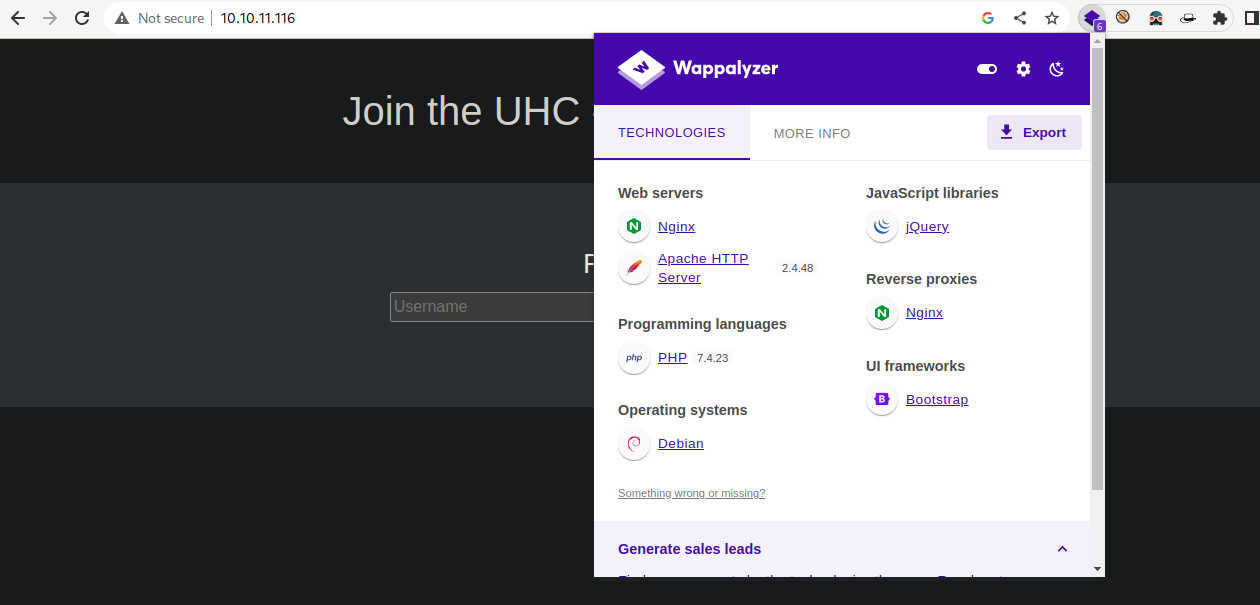 Not secure 10.10.11.116
6
Wappalyzer
Join the UHC
TECHNOLOGIES MORE INFO Export
Web servers
Nginx
Apache HTTP
Server
2.4.48
Programming languages
php PHP 7.4.23
Operating systems
Debian
Something wrong or missing?
JavaScript libraries
jQuery
Reverse proxies
Nginx
UI frameworks
Bootstrap
Username
Generate sales leads